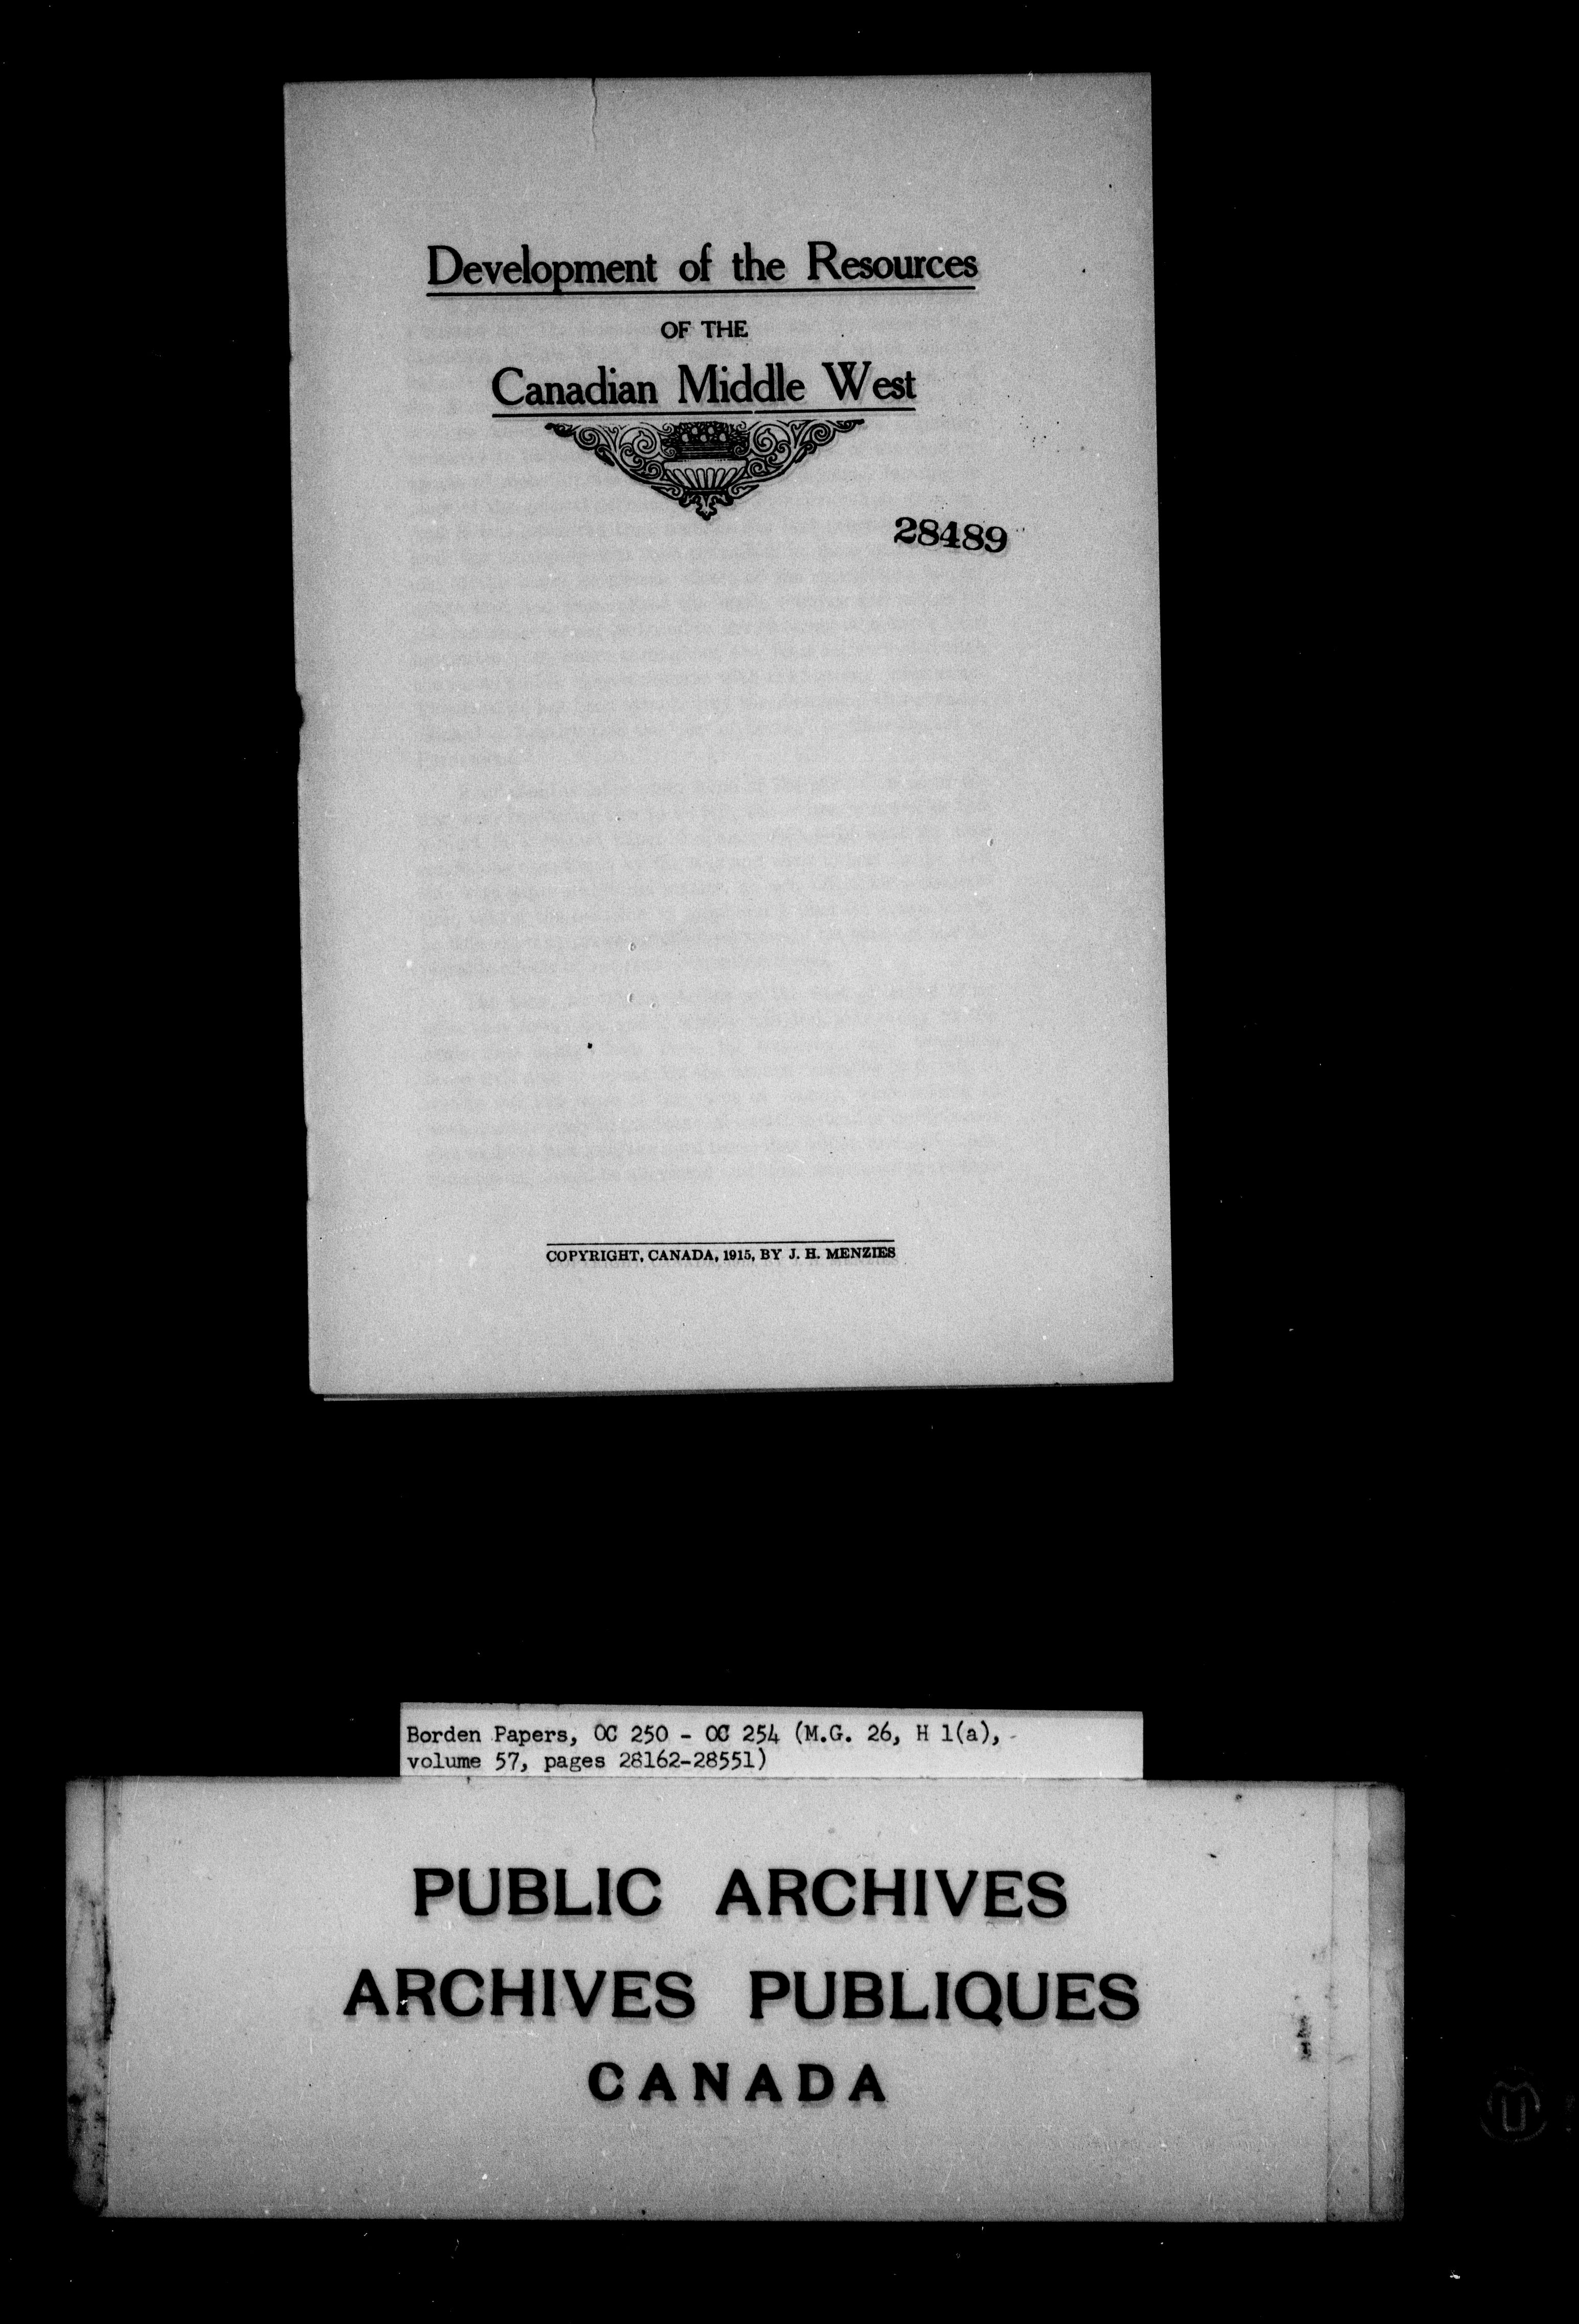 Development of the Resources
OF THE
Canadian Middle West
28489
COPYRIGHT, CANADA, 1915, BY J. H. MENZIES
Borden Papers, OC 250 - OC 254 (M.G. 26, H 1(a),
volume 57, pages 28162-28551)
PUBLIC ARCHIVES
ARCHIVES PUBLIQUES
CANADA